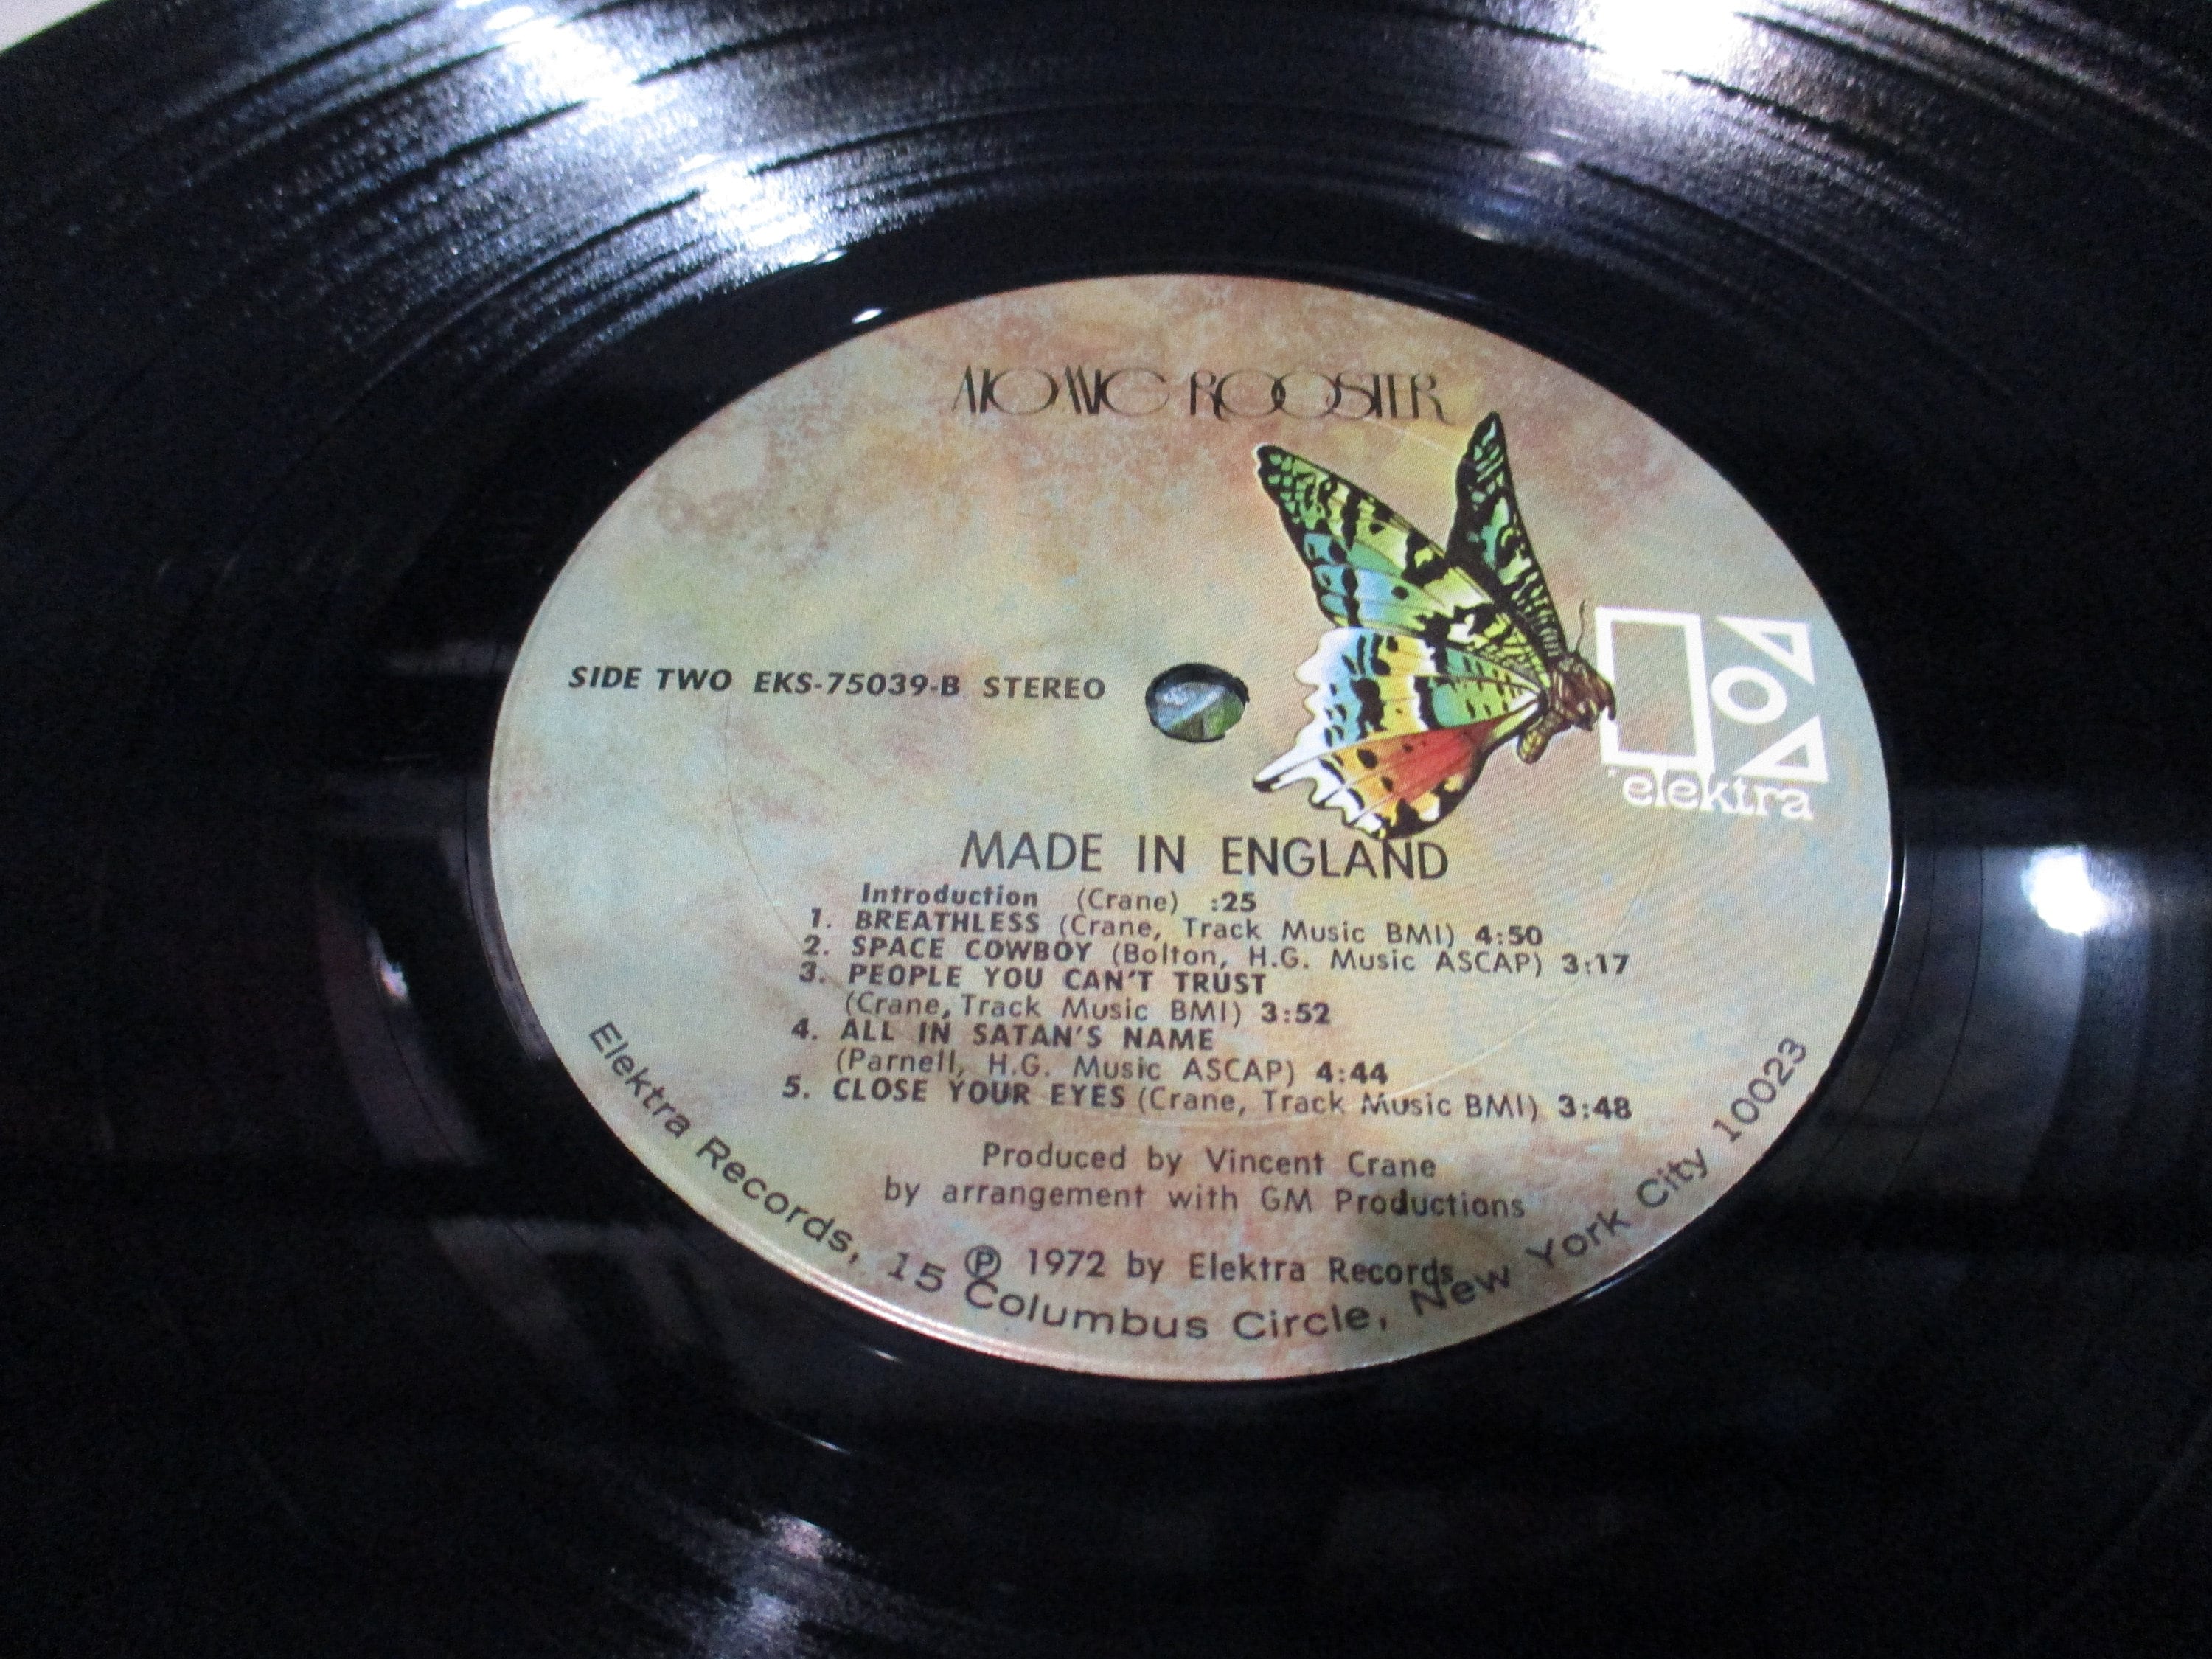 ATOMIC ROOSTER
SIDE TWO EKS-75039-B STEREO
elektra
MADE IN ENGLAND
Introduction (Crane) :25
1. BREATHLESS (Crane, Track Music BMI) 4:50
2. SPACE COWBOY (Bolton, H.G. Music ASCAP) 3:17
3. PEOPLE YOU CAN'T TRUST
(Crane, Track Music BMI) 3:52
4. ALL IN SATAN'S NAME
(Parnell, H.G. Music ASCAP) 4:44
5. CLOSE YOUR EYES (Crane, Track Music BMI) 3:48
Produced by Vincent Crane
by arrangement with GM Productions
℗ 1972 by Elektra Records
Elektra Records, 15 Columbus Circle, New York City 10023